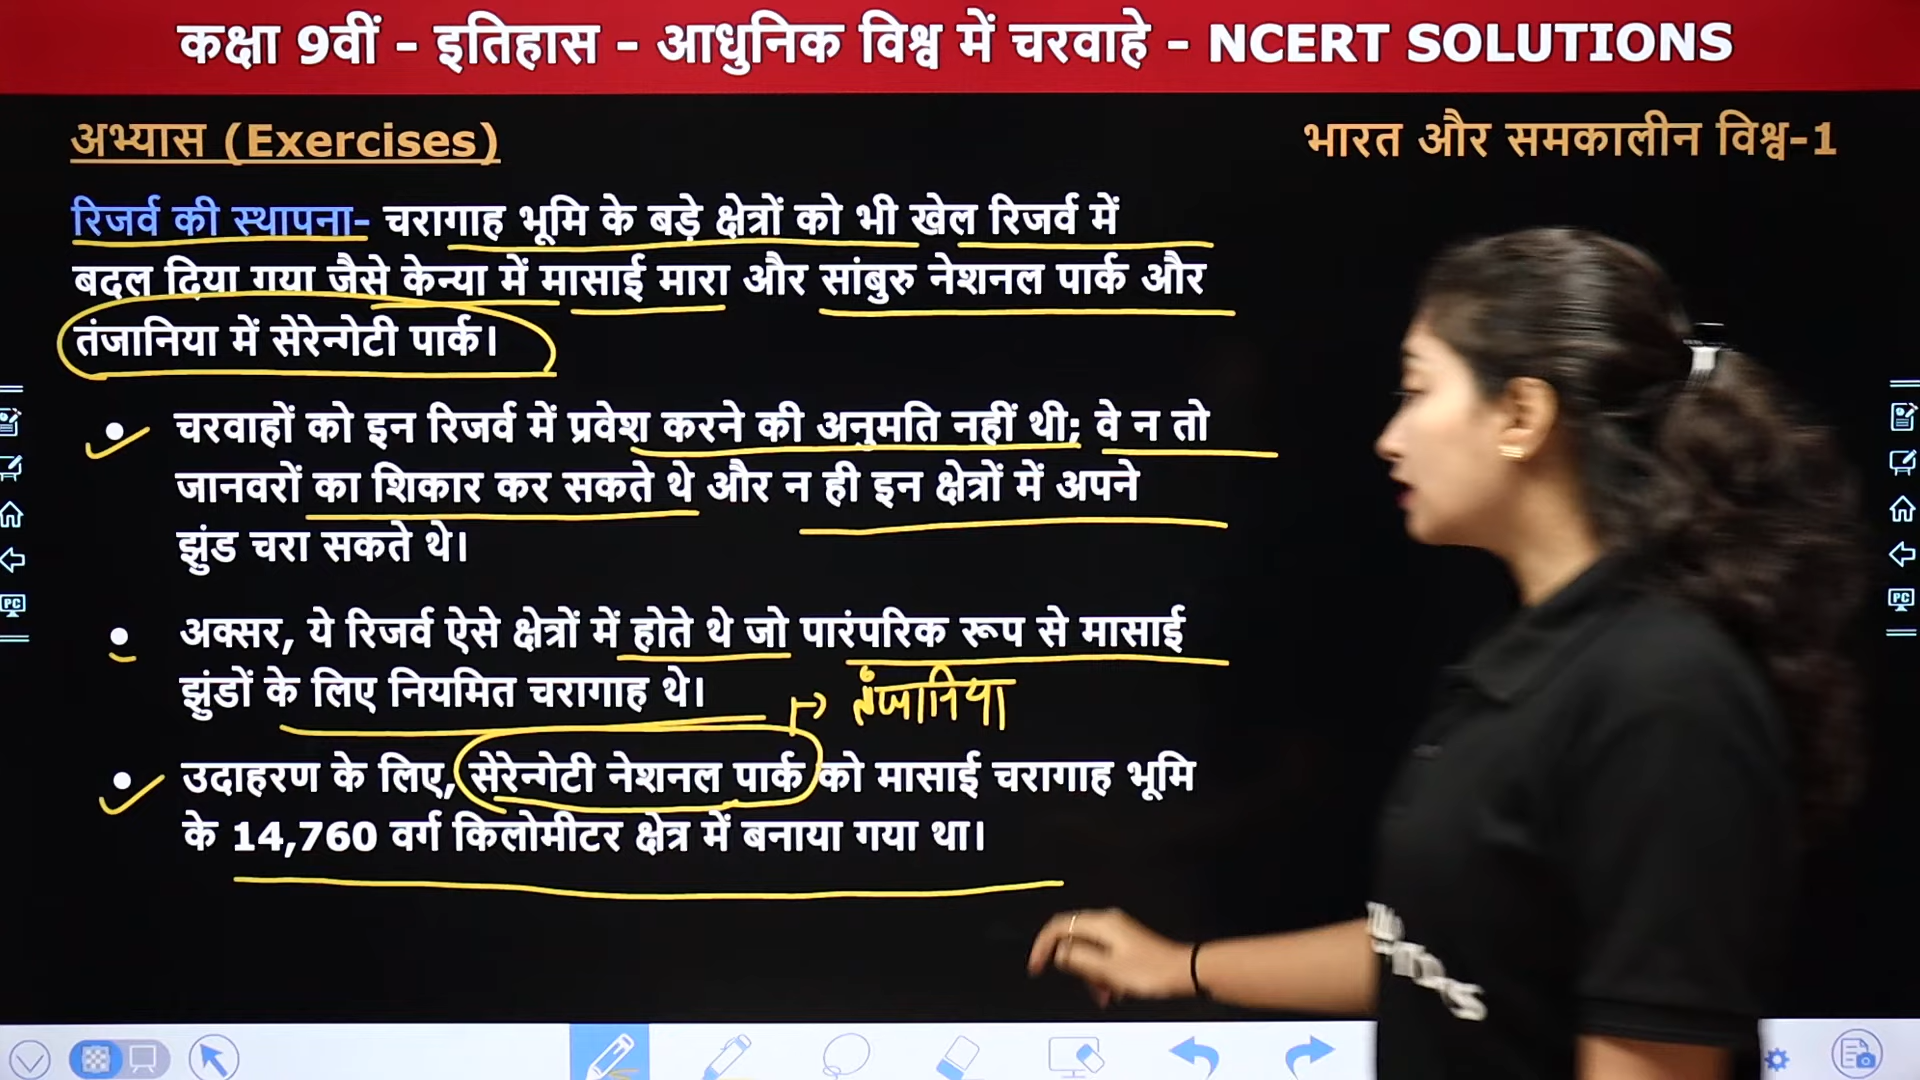 कक्षा 9वीं - इतिहास - आधुनिक विश्व में चरवाहे - NCERT SOLUTIONS
अभ्यास (Exercises)
भारत और समकालीन विश्व-1
रिजर्व की स्थापना- चरागाह भूमि के बड़े क्षेत्रों को भी खेल रिजर्व में
बदल दिया गया जैसे केन्या में मासाई मारा और सांबुरु नेशनल पार्क और
तंजानिया में सेरेन्गेटी पार्क।
चरवाहों को इन रिजर्व में प्रवेश करने की अनुमति नहीं थी; वे न तो
जानवरों का शिकार कर सकते थे और न ही इन क्षेत्रों में अपने
झुंड चरा सकते थे।
अक्सर, ये रिजर्व ऐसे क्षेत्रों में होते थे जो पारंपरिक रूप से मासाई
झुंडों के लिए नियमित चरागाह थे।
तंजानिया
उदाहरण के लिए, सेरेन्गेटी नेशनल पार्क को मासाई चरागाह भूमि
के 14,760 वर्ग किलोमीटर क्षेत्र में बनाया गया था।
PC
PC